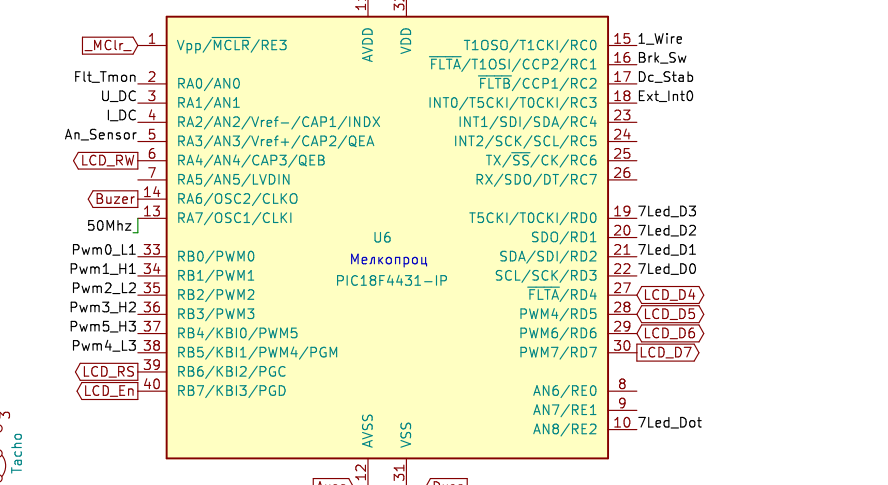 11 32
AVDD VDD
_MClr_ 1 Vpp/MCLR/RE3 T1OSO/T1CKI/RC0 15 1_Wire
FLTA/T1OSI/CCP2/RC1 16 Brk_Sw
Flt_Tmon 2 RA0/AN0 FLTB/CCP1/RC2 17 Dc_Stab
U_DC 3 RA1/AN1 INT0/T5CKI/T0CKI/RC3 18 Ext_Int0
I_DC 4 RA2/AN2/Vref-/CAP1/INDX INT1/SDI/SDA/RC4 23
An_Sensor 5 RA3/AN3/Vref+/CAP2/QEA INT2/SCK/SCL/RC5 24
LCD_RW 6 RA4/AN4/CAP3/QEB TX/SS/CK/RC6 25
7 RA5/AN5/LVDIN RX/SDO/DT/RC7 26
Buzer 14 RA6/OSC2/CLKO
50Mhz 13 RA7/OSC1/CLKI T5CKI/T0CKI/RD0 19 7Led_D3
U6 SDO/RD1 20 7Led_D2
Pwm0_L1 33 RB0/PWM0 Мелкопроц SDA/SDI/RD2 21 7Led_D1
Pwm1_H1 34 RB1/PWM1 PIC18F4431-IP SCL/SCK/RD3 22 7Led_D0
Pwm2_L2 35 RB2/PWM2 FLTA/RD4 27 LCD_D4
Pwm3_H2 36 RB3/PWM3 PWM4/RD5 28 LCD_D5
Pwm5_H3 37 RB4/KBI0/PWM5 PWM6/RD6 29 LCD_D6
Pwm4_L3 38 RB5/KBI1/PWM4/PGM PWM7/RD7 30 LCD_D7
LCD_RS 39 RB6/KBI2/PGC
LCD_En 40 RB7/KBI3/PGD AN6/RE0 8
AN7/RE1 9
AN8/RE2 10 7Led_Dot
AVSS VSS
12 31
3
Tacho